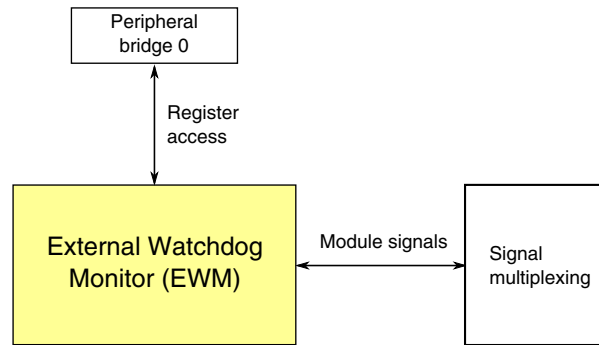 Peripheral
bridge 0
Register
access
External Watchdog
Monitor (EWM)
Module signals
Signal
multiplexing